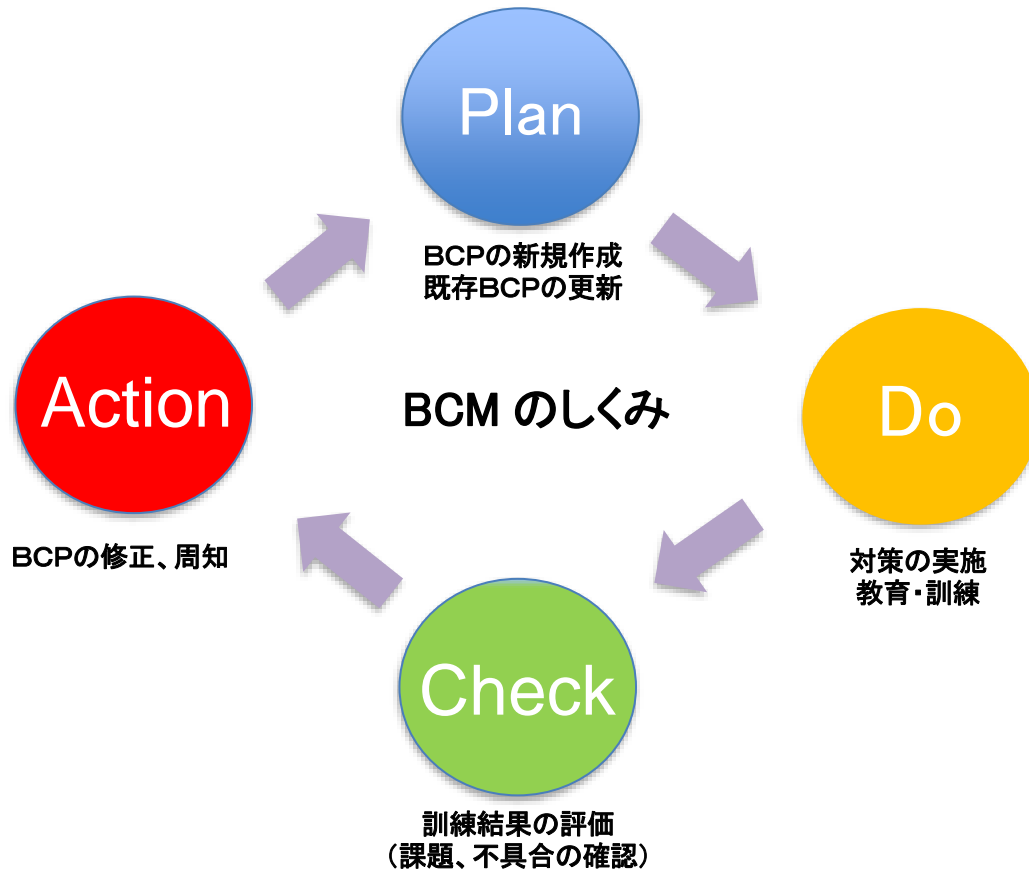 Plan
BCPの新規作成
既存BCPの更新
Action
BCPの修正、周知
BCM のしくみ
Do
対策の実施
教育・訓練
Check
訓練結果の評価
（課題、不具合の確認）